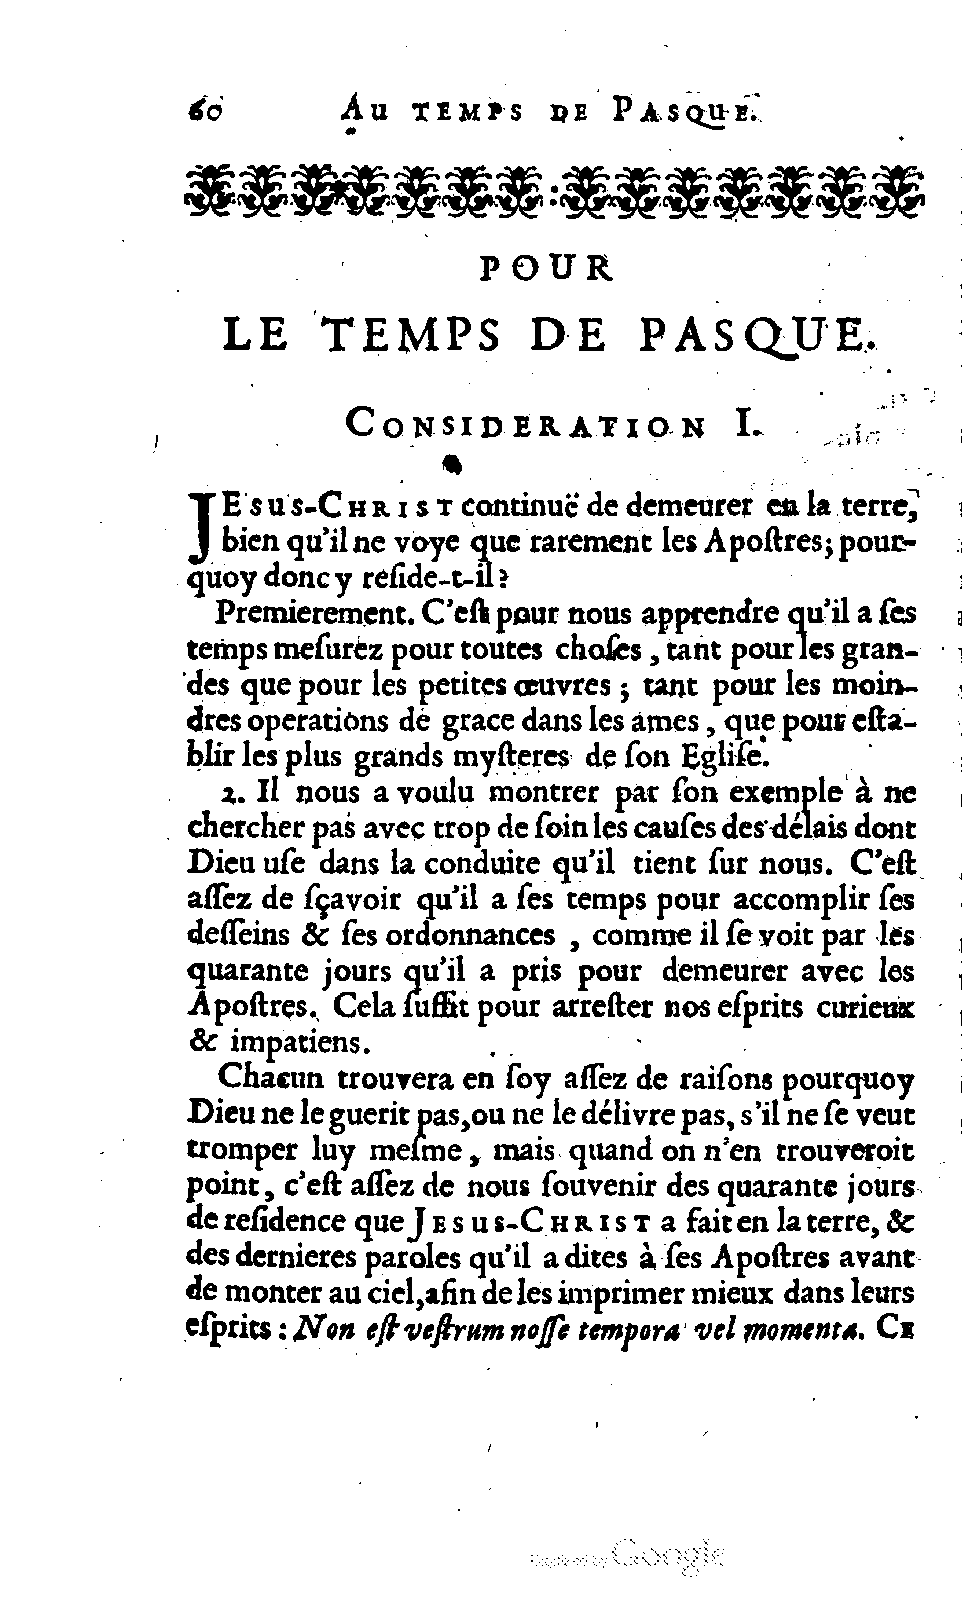 60 AU TEMPS DE PASQUE.
POUR
LE TEMPS DE PASQUE.
CONSIDERATION I.
JESUS-CHRIST continuë de demeurer en la terre,
bien qu'il ne voye que rarement les Apoſtres; pour-
quoy donc y reſide-t-il?
Premierement. C'eſt pour nous apprendre qu'il a ſes
temps meſurez pour toutes choſes, tant pour les gran-
des que pour les petites œuvres; tant pour les moin-
dres operations de grace dans les ames, que pour eſta-
blir les plus grands myſteres de ſon Egliſe.
2. Il nous a voulu montrer par ſon exemple à ne
chercher pas avec trop de ſoin les cauſes des délais dont
Dieu uſe dans la conduite qu'il tient ſur nous. C'eſt
aſſez de ſçavoir qu'il a ſes temps pour accomplir ſes
deſſeins & ſes ordonnances, comme il ſe voit par les
quarante jours qu'il a pris pour demeurer avec les
Apoſtres. Cela ſuffit pour arreſter nos eſprits curieux
& impatiens.
Chacun trouvera en ſoy aſſez de raiſons pourquoy
Dieu ne le guerit pas, ou ne le délivre pas, s'il ne ſe veut
tromper luy meſme, mais quand on n'en trouveroit
point, c'eſt aſſez de nous ſouvenir des quarante jours
de reſidence que JESUS-CHRIST a fait en la terre, &
des dernieres paroles qu'il a dites à ſes Apoſtres avant
de monter au ciel, afin de les imprimer mieux dans leurs
eſprits: Non eſt veſtrum noſſe tempora vel momenta. CE
Google